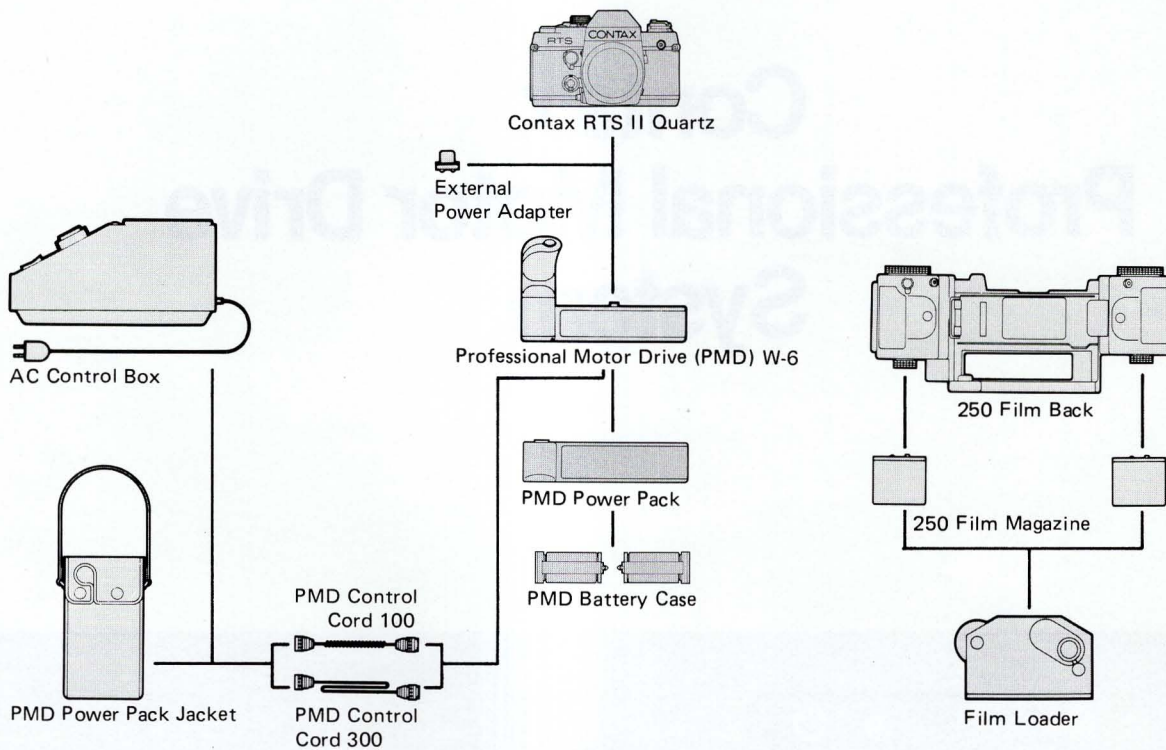 RTS
CONTAX
Contax RTS II Quartz
External
Power Adapter
Professional Motor Drive (PMD) W-6
AC Control Box
250 Film Back
PMD Power Pack
250 Film Magazine
PMD Battery Case
PMD Control
Cord 100
PMD Power Pack Jacket
PMD Control
Cord 300
Film Loader